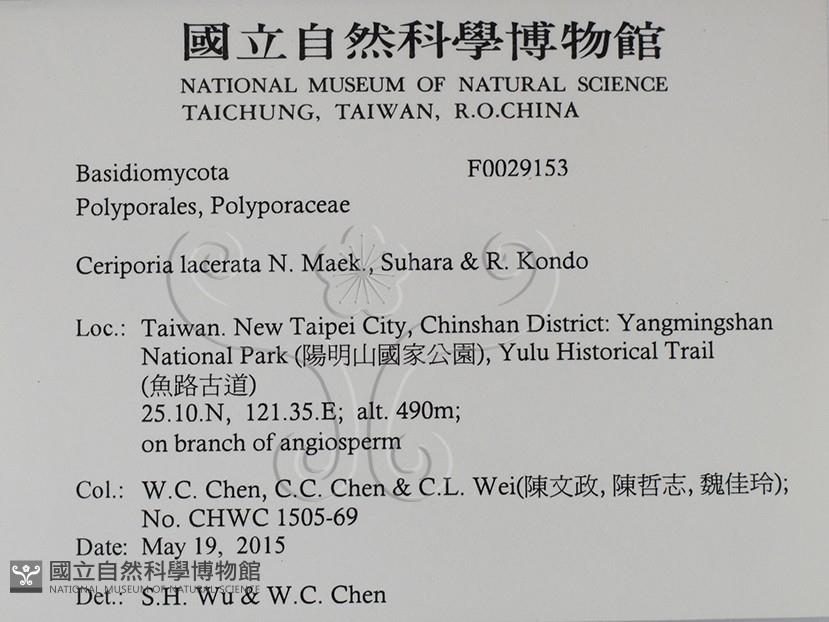 國立自然科學博物館
NATIONAL MUSEUM OF NATURAL SCIENCE
TAICHUNG, TAIWAN, R.O.CHINA
Basidiomycota F0029153
Polyporales, Polyporaceae
Ceriporia lacerata N. Maek., Suhara & R. Kondo
Loc.: Taiwan. New Taipei City, Chinshan District: Yangmingshan
National Park (陽明山國家公園), Yulu Historical Trail
(魚路古道)
25.10.N, 121.35.E; alt. 490m;
on branch of angiosperm
Col.: W.C. Chen, C.C. Chen & C.L. Wei(陳文政, 陳哲志, 魏佳玲);
No. CHWC 1505-69
Date: May 19, 2015
國立自然科學博物館
NATIONAL MUSEUM OF NATURAL SCIENCE
Det.: S.H. Wu & W.C. Chen